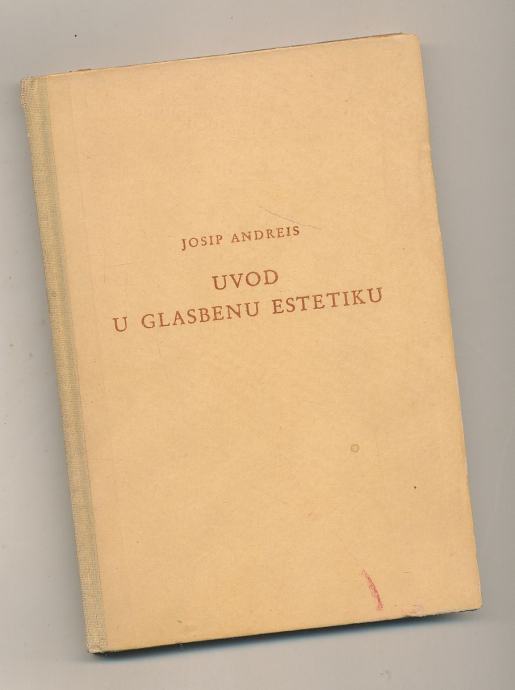 JOSIP ANDREIS
UVOD
U GLASBENU ESTETIKU